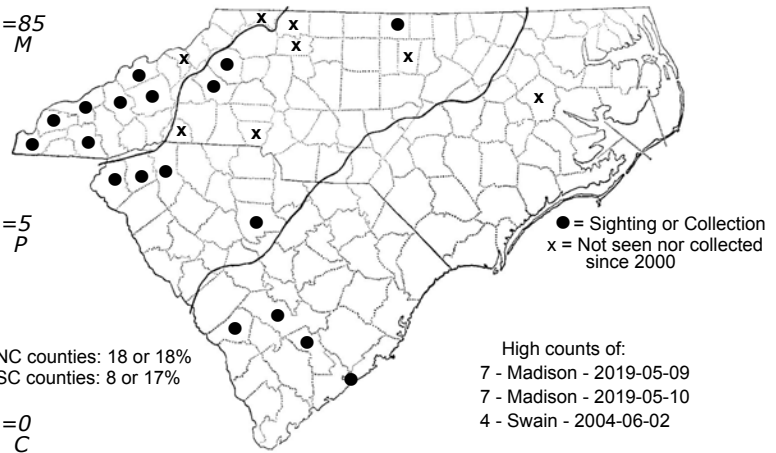 =85
M
=5
P
● = Sighting or Collection
x = Not seen nor collected
since 2000
NC counties: 18 or 18%
SC counties: 8 or 17%
High counts of:
7 - Madison - 2019-05-09
7 - Madison - 2019-05-10
4 - Swain - 2004-06-02
=0
C